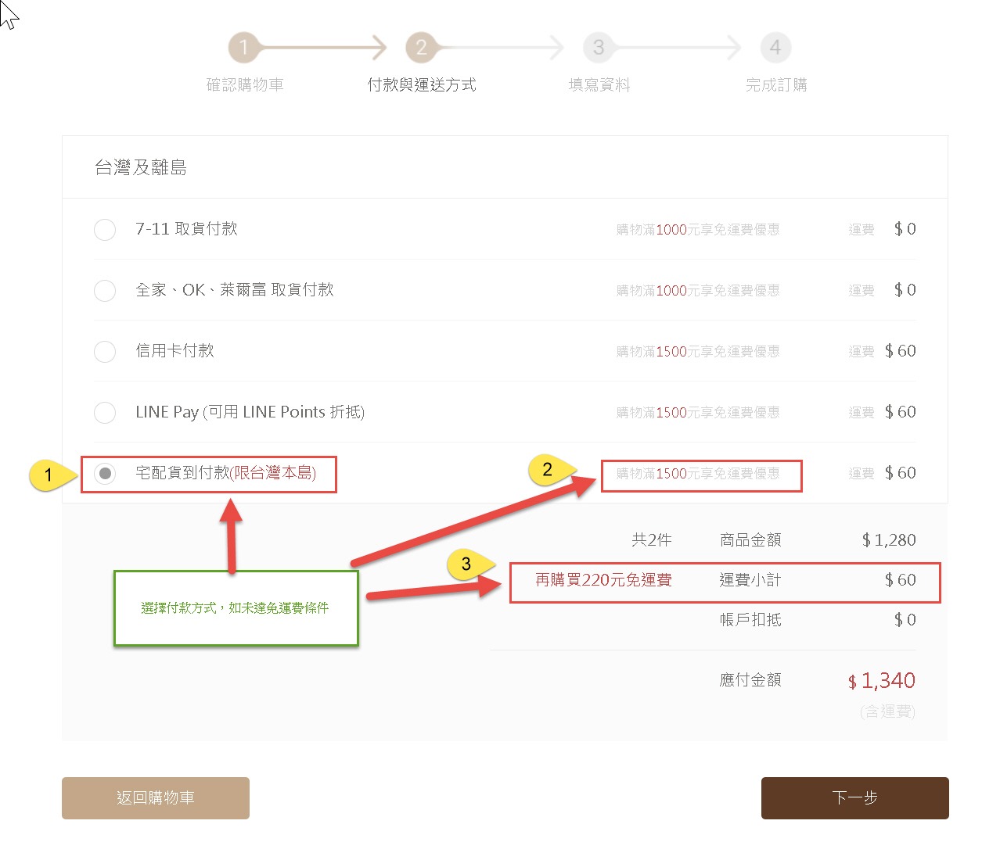 1 2 3 4
確認購物車 付款與運送方式 填寫資料 完成訂購
台灣及離島
7-11 取貨付款 購物滿1000元享免運費優惠 運費 $ 0
全家、OK、萊爾富 取貨付款 購物滿1000元享免運費優惠 運費 $ 0
信用卡付款 購物滿1500元享免運費優惠 運費 $ 60
LINE Pay (可用 LINE Points 折抵) 購物滿1500元享免運費優惠 運費 $ 60
1 宅配貨到付款(限台灣本島) 2 購物滿1500元享免運費優惠 運費 $ 60
共2件 商品金額 $ 1,280
3 再購買220元免運費 運費小計 $ 60
選擇付款方式，如未達免運費條件
帳戶扣抵 $ 0
應付金額 $ 1,340
(含運費)
返回購物車 下一步